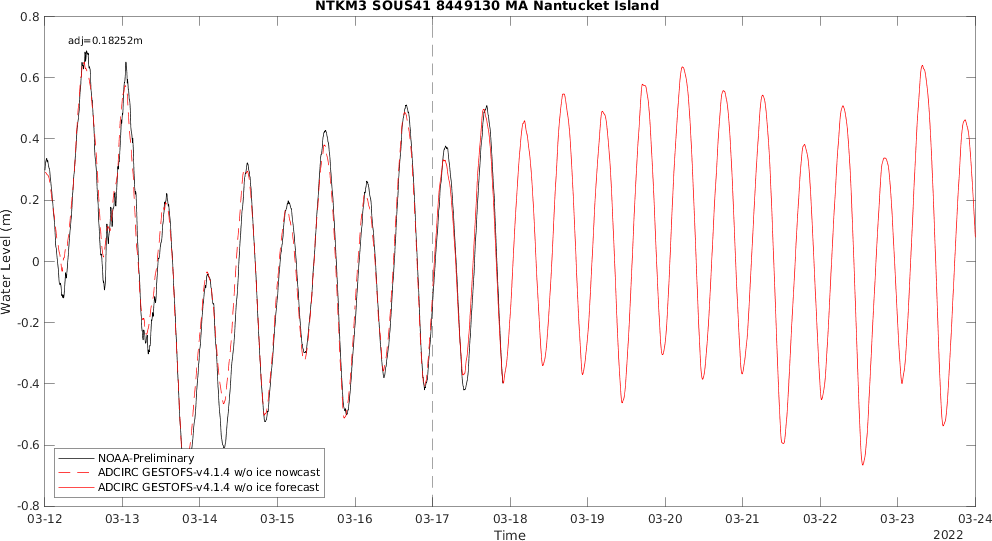 NTKM3 SOUS41 8449130 MA Nantucket Island
adj=0.18252m
0.8
0.6
0.4
0.2
0
-0.2
-0.4
-0.6
-0.8
Water Level (m)
NOAA-Preliminary
ADCIRC GESTOFS-v4.1.4 w/o ice nowcast
ADCIRC GESTOFS-v4.1.4 w/o ice forecast
03-12 03-13 03-14 03-15 03-16 03-17 03-18 03-19 03-20 03-21 03-22 03-23 03-24
Time
2022